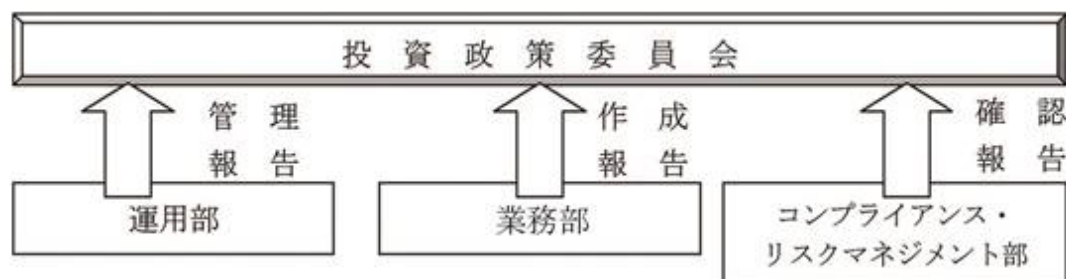 投資政策委員会
管理
報告
作成
報告
確認
報告
運用部
業務部
コンプライアンス・
リスクマネジメント部